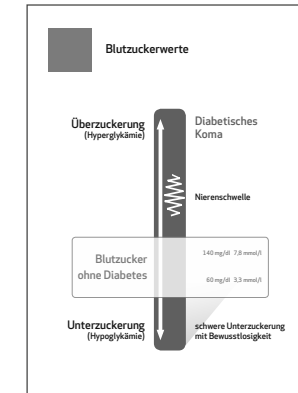 Blutzuckerwerte
Überzuckerung
(Hyperglykämie)
Diabetisches
Koma
Nierenschwelle
Blutzucker
ohne Diabetes
140 mg/dl 7,8 mmol/l
60 mg/dl 3,3 mmol/l
Unterzuckerung
(Hypoglykämie)
schwere Unterzuckerung
mit Bewusstlosigkeit